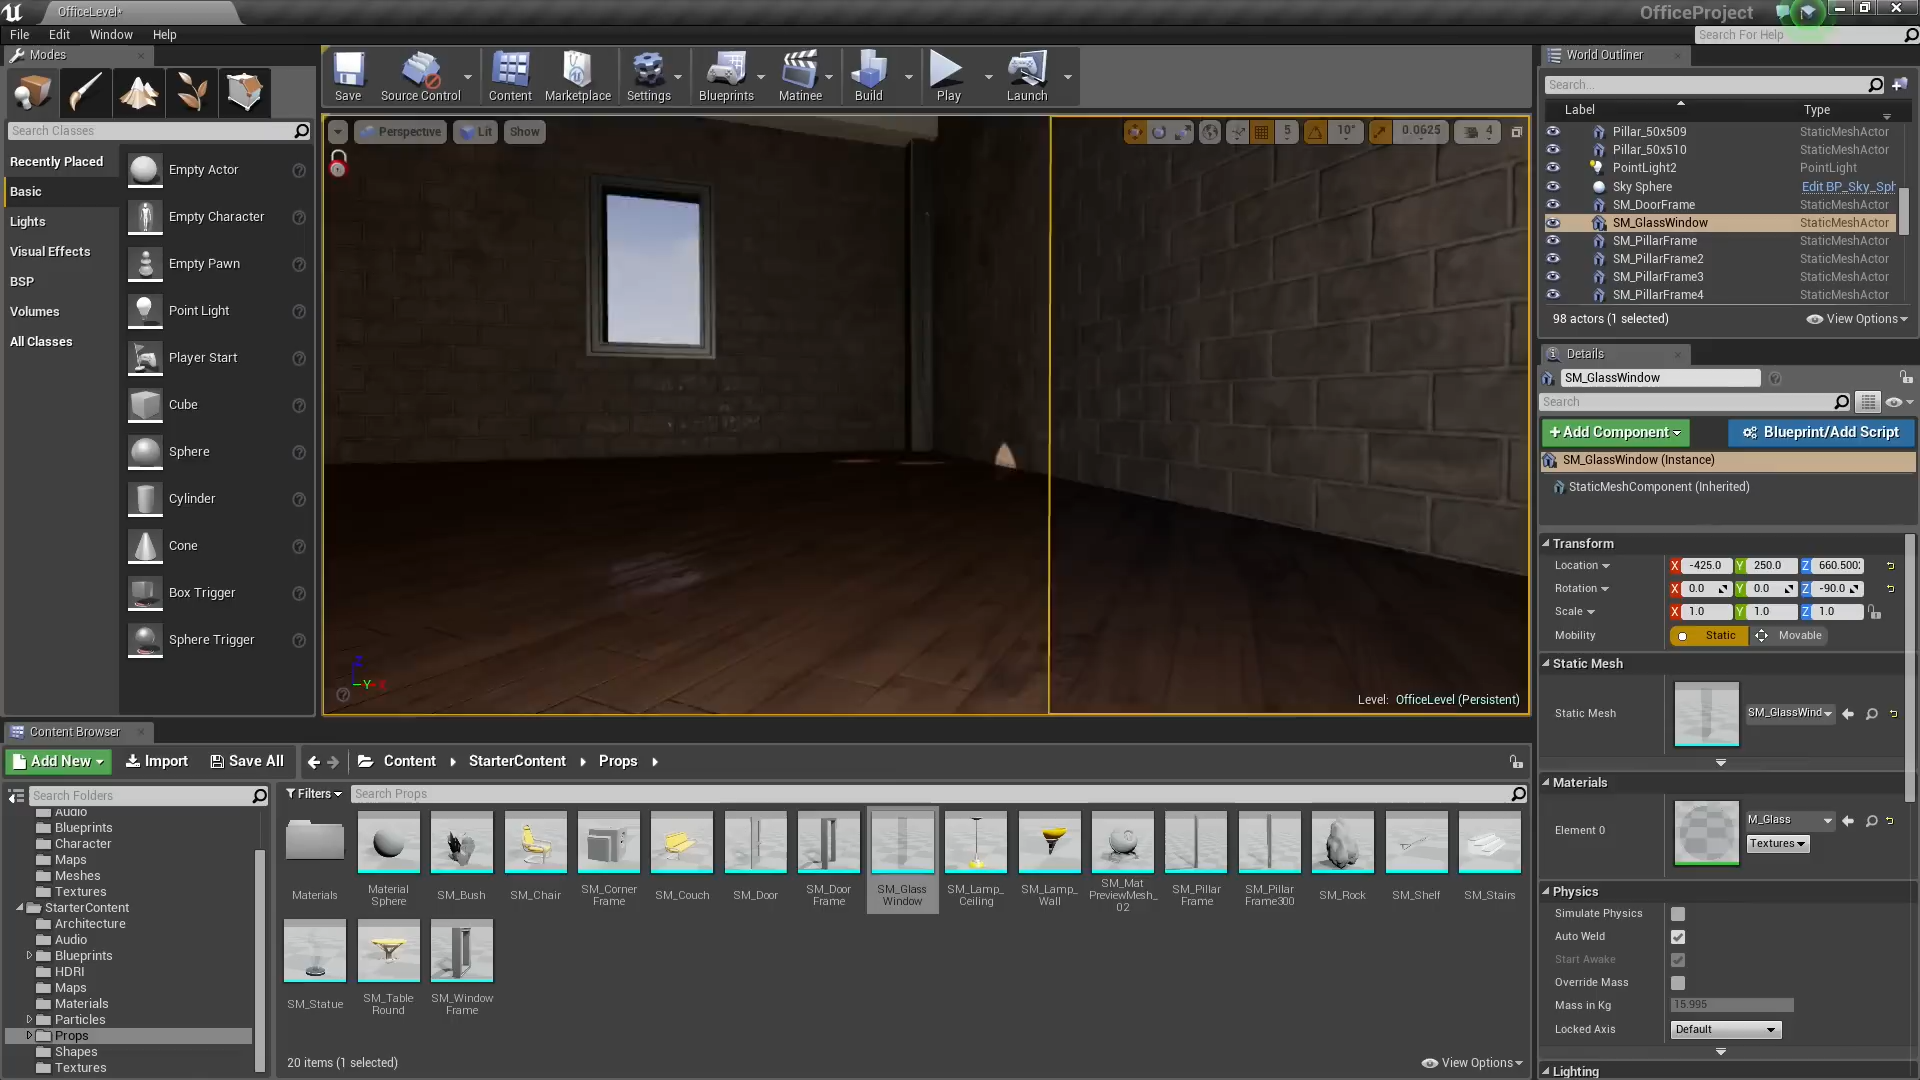 OfficeLevel*
OfficeProject
File
Edit
Window
Help
Search For Help
Modes
Search Classes
Recently Placed
Basic
Lights
Visual Effects
BSP
Volumes
All Classes
Empty Actor
Empty Character
Empty Pawn
Point Light
Player Start
Cube
Sphere
Cylinder
Cone
Box Trigger
Sphere Trigger
Save
Source Control
Content
Marketplace
Settings
Blueprints
Matinee
Build
Play
Launch
Perspective
Lit
Show
5
10°
0.0625
4
Z
Y
X
Level: OfficeLevel (Persistent)
World Outliner
Search...
Label
Type
Pillar_50x509 StaticMeshActor
Pillar_50x510 StaticMeshActor
PointLight2 PointLight
Sky Sphere Edit BP_Sky_Sph
SM_DoorFrame StaticMeshActor
SM_GlassWindow StaticMeshActor
SM_PillarFrame StaticMeshActor
SM_PillarFrame2 StaticMeshActor
SM_PillarFrame3 StaticMeshActor
SM_PillarFrame4 StaticMeshActor
98 actors (1 selected)
View Options
Details
SM_GlassWindow
Search
+Add Component
Blueprint/Add Script
SM_GlassWindow (Instance)
StaticMeshComponent (Inherited)
Transform
Location X -425.0 Y 250.0 Z 660.500
Rotation X 0.0 Y 0.0 Z -90.0
Scale X 1.0 Y 1.0 Z 1.0
Mobility Static Movable
Static Mesh
Static Mesh SM_GlassWind
Materials
Element 0
M_Glass
Textures
Physics
Simulate Physics
Auto Weld
Start Awake
Override Mass
Mass in Kg 15.995
Locked Axis Default
Lighting
Content Browser
Add New
Import
Save All
Content
StarterContent
Props
Search Folders
Audio
Blueprints
Character
Maps
Meshes
Textures
StarterContent
Architecture
Audio
Blueprints
HDRI
Maps
Materials
Particles
Props
Shapes
Textures
Filters
Search Props
Materials
Material
Sphere
SM_Bush
SM_Chair
SM_Corner
Frame
SM_Couch
SM_Door
SM_Door
Frame
SM_Glass
Window
SM_Lamp_
Ceiling
SM_Lamp_
Wall
SM_Mat
PreviewMesh_
02
SM_Pillar
Frame
SM_Pillar
Frame300
SM_Rock
SM_Shelf
SM_Stairs
SM_Statue
SM_Table
Round
SM_Window
Frame
20 items (1 selected)
View Options